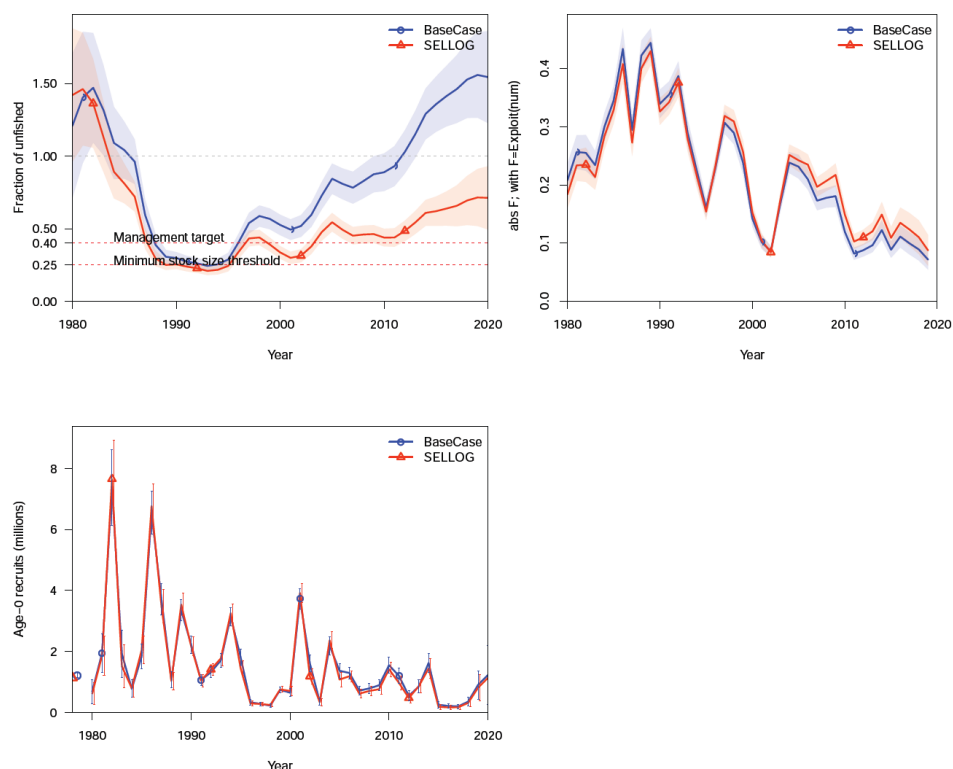 BaseCase
SELLOG
1.50
1.00
0.50
0.40
0.25
0.00
Fraction of unfished
Management target
Minimum stock size threshold
1980
1990
2000
2010
2020
Year
BaseCase
SELLOG
0.4
0.3
0.2
0.1
0.0
abs F; with F=Exploit(num)
1980
1990
2000
2010
2020
Year
BaseCase
SELLOG
8
6
4
2
0
Age-0 recruits (millions)
1980
1990
2000
2010
2020
Year